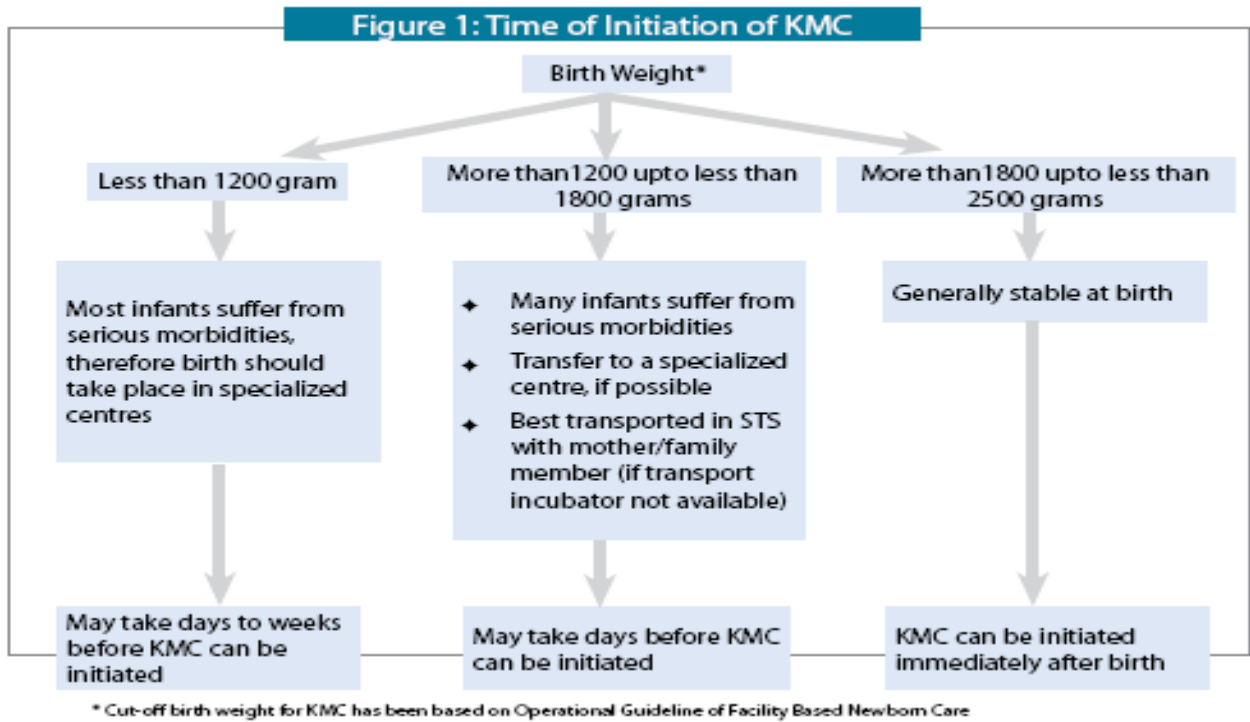 Figure 1: Time of Initiation of KMC
Birth Weight*
Less than 1200 gram
More than1200 upto less than
1800 grams
More than1800 upto less than
2500 grams
Most infants suffer from
serious morbidities,
therefore birth should
take place in specialized
centres
✦ Many infants suffer from
serious morbidities
✦ Transfer to a specialized
centre, if possible
✦ Best transported in STS
with mother/family
member (if transport
incubator not available)
Generally stable at birth
May take days to weeks
before KMC can be
initiated
May take days before KMC
can be initiated
KMC can be initiated
immediately after birth
* Cut-off birth weight for KMC has been based on Operational Guideline of Facility Based Newborn Care